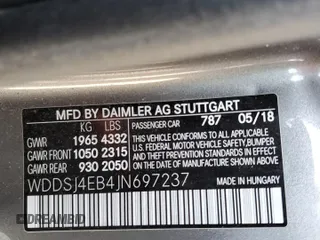 MFD BY DAIMLER AG STUTTGART
KG LBS PASSENGER CAR 787 05/18
GVWR 1965 4332
GAWR FRONT 1050 2315
GAWR REAR 930 2050
THIS VEHICLE CONFORMS TO ALL APPLICABLE U.S. FEDERAL MOTOR VEHICLE SAFETY, BUMPER, AND THEFT PREVENTION STANDARDS IN EFFECT ON THE DATE OF MANUFACTURE SHOWN ABOVE.
WDDSJ4EB4JN697237
MADE IN HUNGARY
DREAMBID